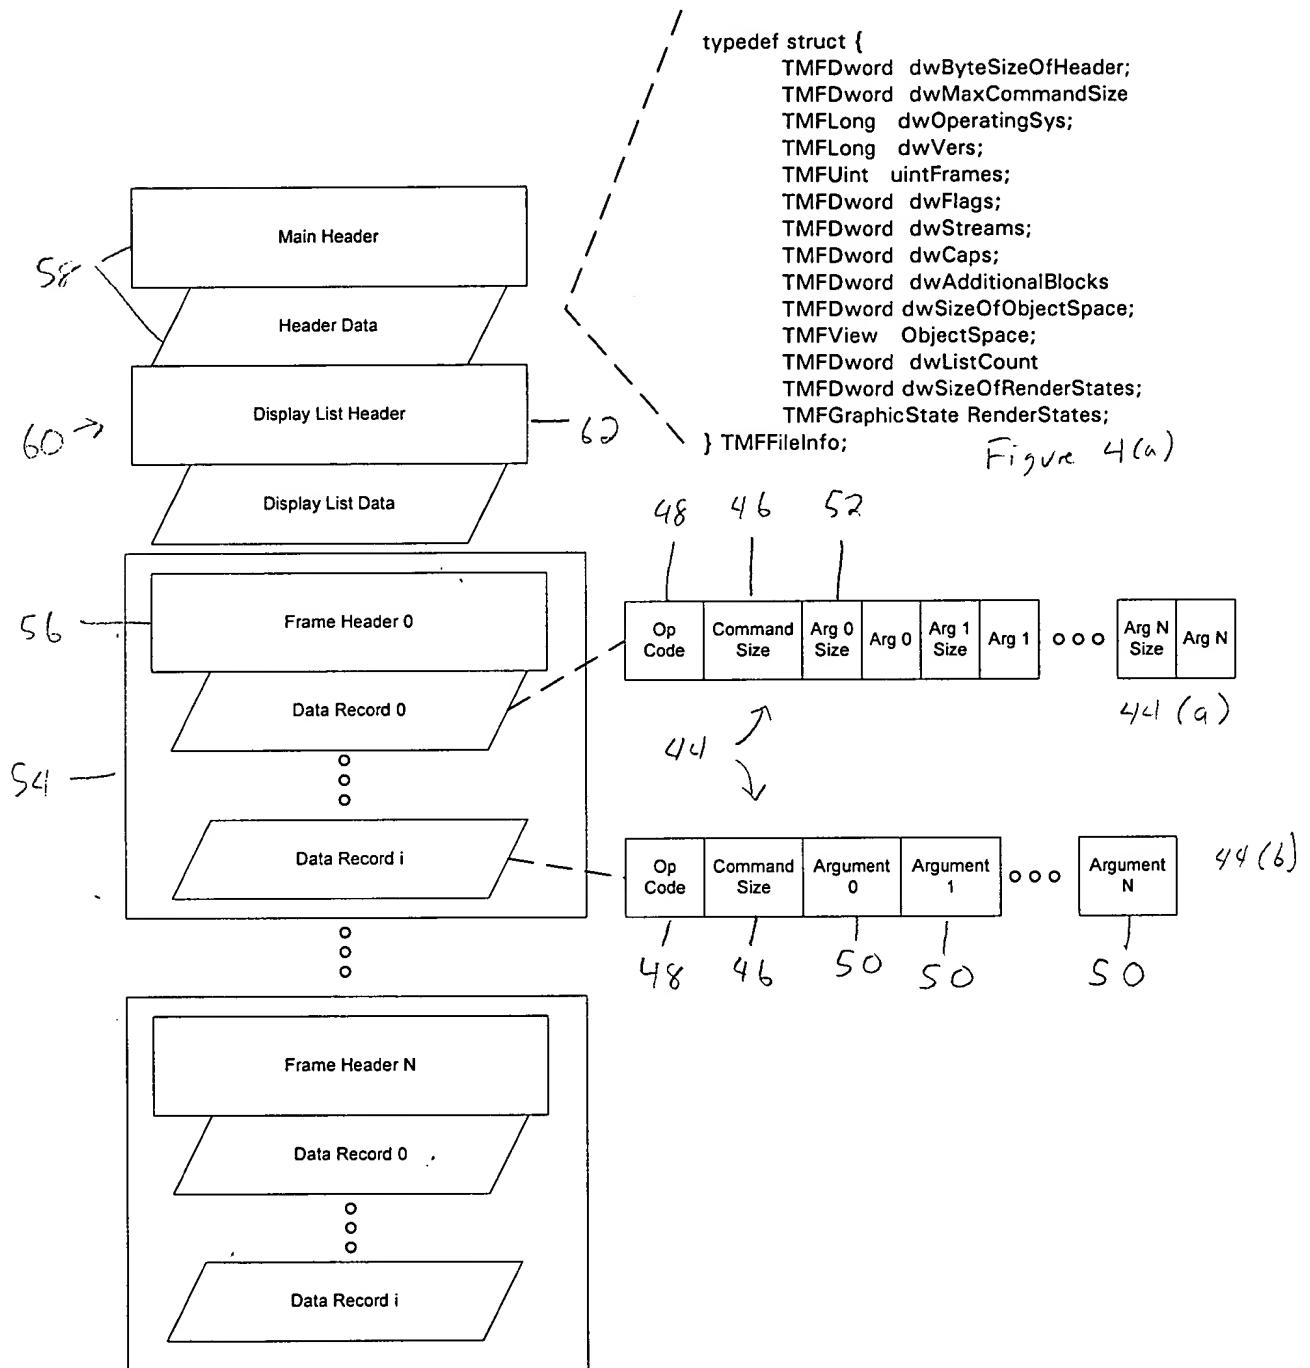 typedef struct {
TMFDword dwByteSizeOfHeader;
TMFDword dwMaxCommandSize
TMFLong dwOperatingSys;
TMFLong dwVers;
TMFUint uintFrames;
TMFDword dwFlags;
TMFDword dwStreams;
TMFDword dwCaps;
TMFDword dwAdditionalBlocks
TMFDword dwSizeOfObjectSpace;
TMFView ObjectSpace;
TMFDword dwListCount
TMFDword dwSizeOfRenderStates;
TMFGraphicState RenderStates;
} TMFFileInfo;
Figure 4(a)
58
Main Header
Header Data
60
Display List Header
62
Display List Data
56
Frame Header 0
Data Record 0
54
Data Record i
48 46 52
Op Code
Command Size
Arg 0 Size
Arg 0
Arg 1 Size
Arg 1
Arg N Size
Arg N
44 (a)
44
Op Code
Command Size
Argument 0
Argument 1
Argument N
44(b)
48 46 50 50 50
Frame Header N
Data Record 0
Data Record i